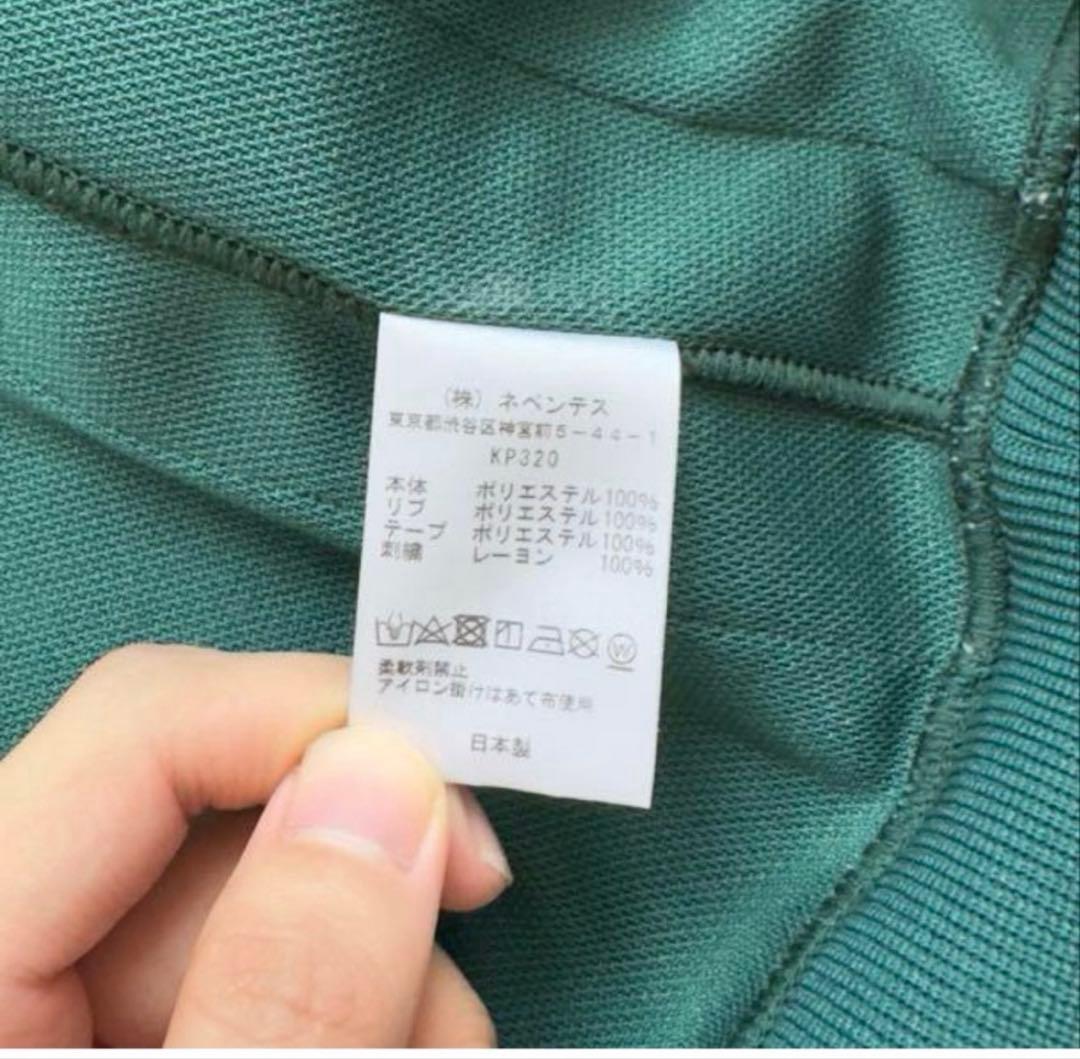 (株) ネペンテス
東京都渋谷区神宮前5-44-1
KP320
本体 ポリエステル100%
リブ ポリエステル100%
テープ ポリエステル100%
刺繍 レーヨン 100%
W
柔軟剤禁止
アイロン掛けはあて布使用
日本製